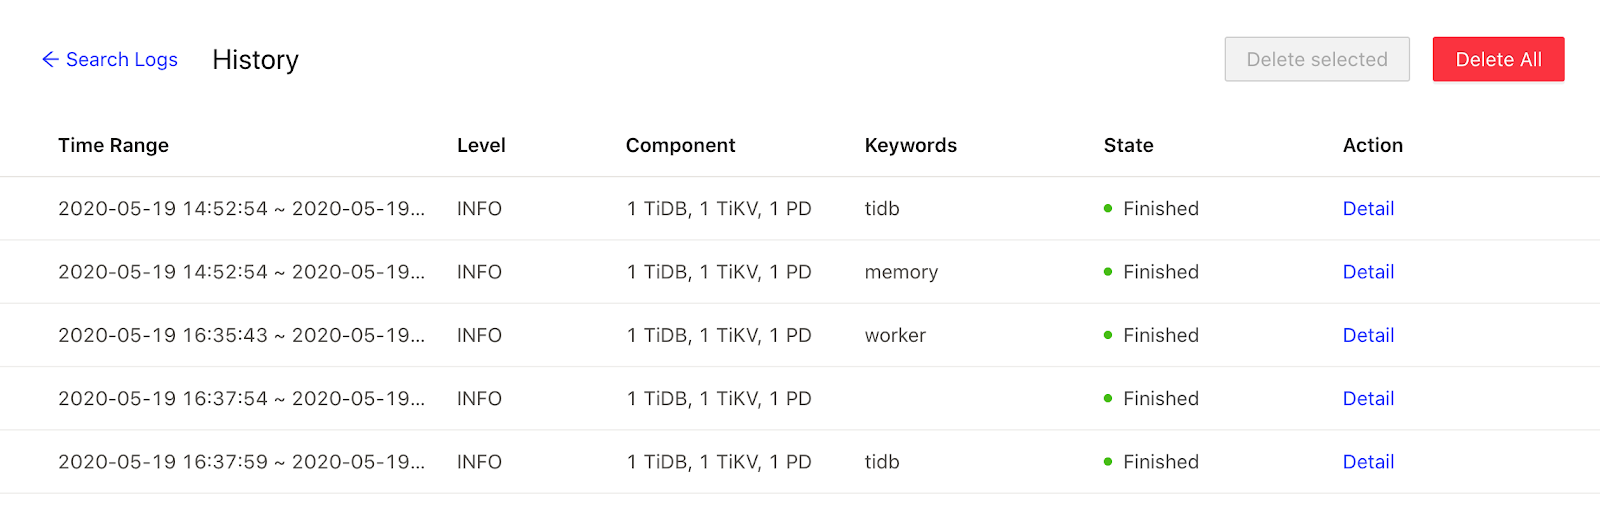 ← Search Logs History Delete selected Delete All
Time Range Level Component Keywords State Action
2020-05-19 14:52:54 ~ 2020-05-19... INFO 1 TiDB, 1 TiKV, 1 PD tidb Finished Detail
2020-05-19 14:52:54 ~ 2020-05-19... INFO 1 TiDB, 1 TiKV, 1 PD memory Finished Detail
2020-05-19 16:35:43 ~ 2020-05-19... INFO 1 TiDB, 1 TiKV, 1 PD worker Finished Detail
2020-05-19 16:37:54 ~ 2020-05-19... INFO 1 TiDB, 1 TiKV, 1 PD Finished Detail
2020-05-19 16:37:59 ~ 2020-05-19... INFO 1 TiDB, 1 TiKV, 1 PD tidb Finished Detail